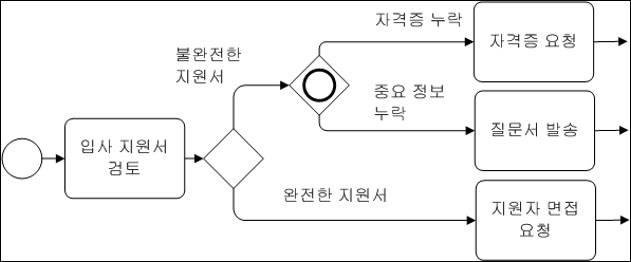 자격증 누락
자격증 요청
불완전한
지원서
중요 정보
누락
질문서 발송
입사 지원서
검토
완전한 지원서
지원자 면접
요청